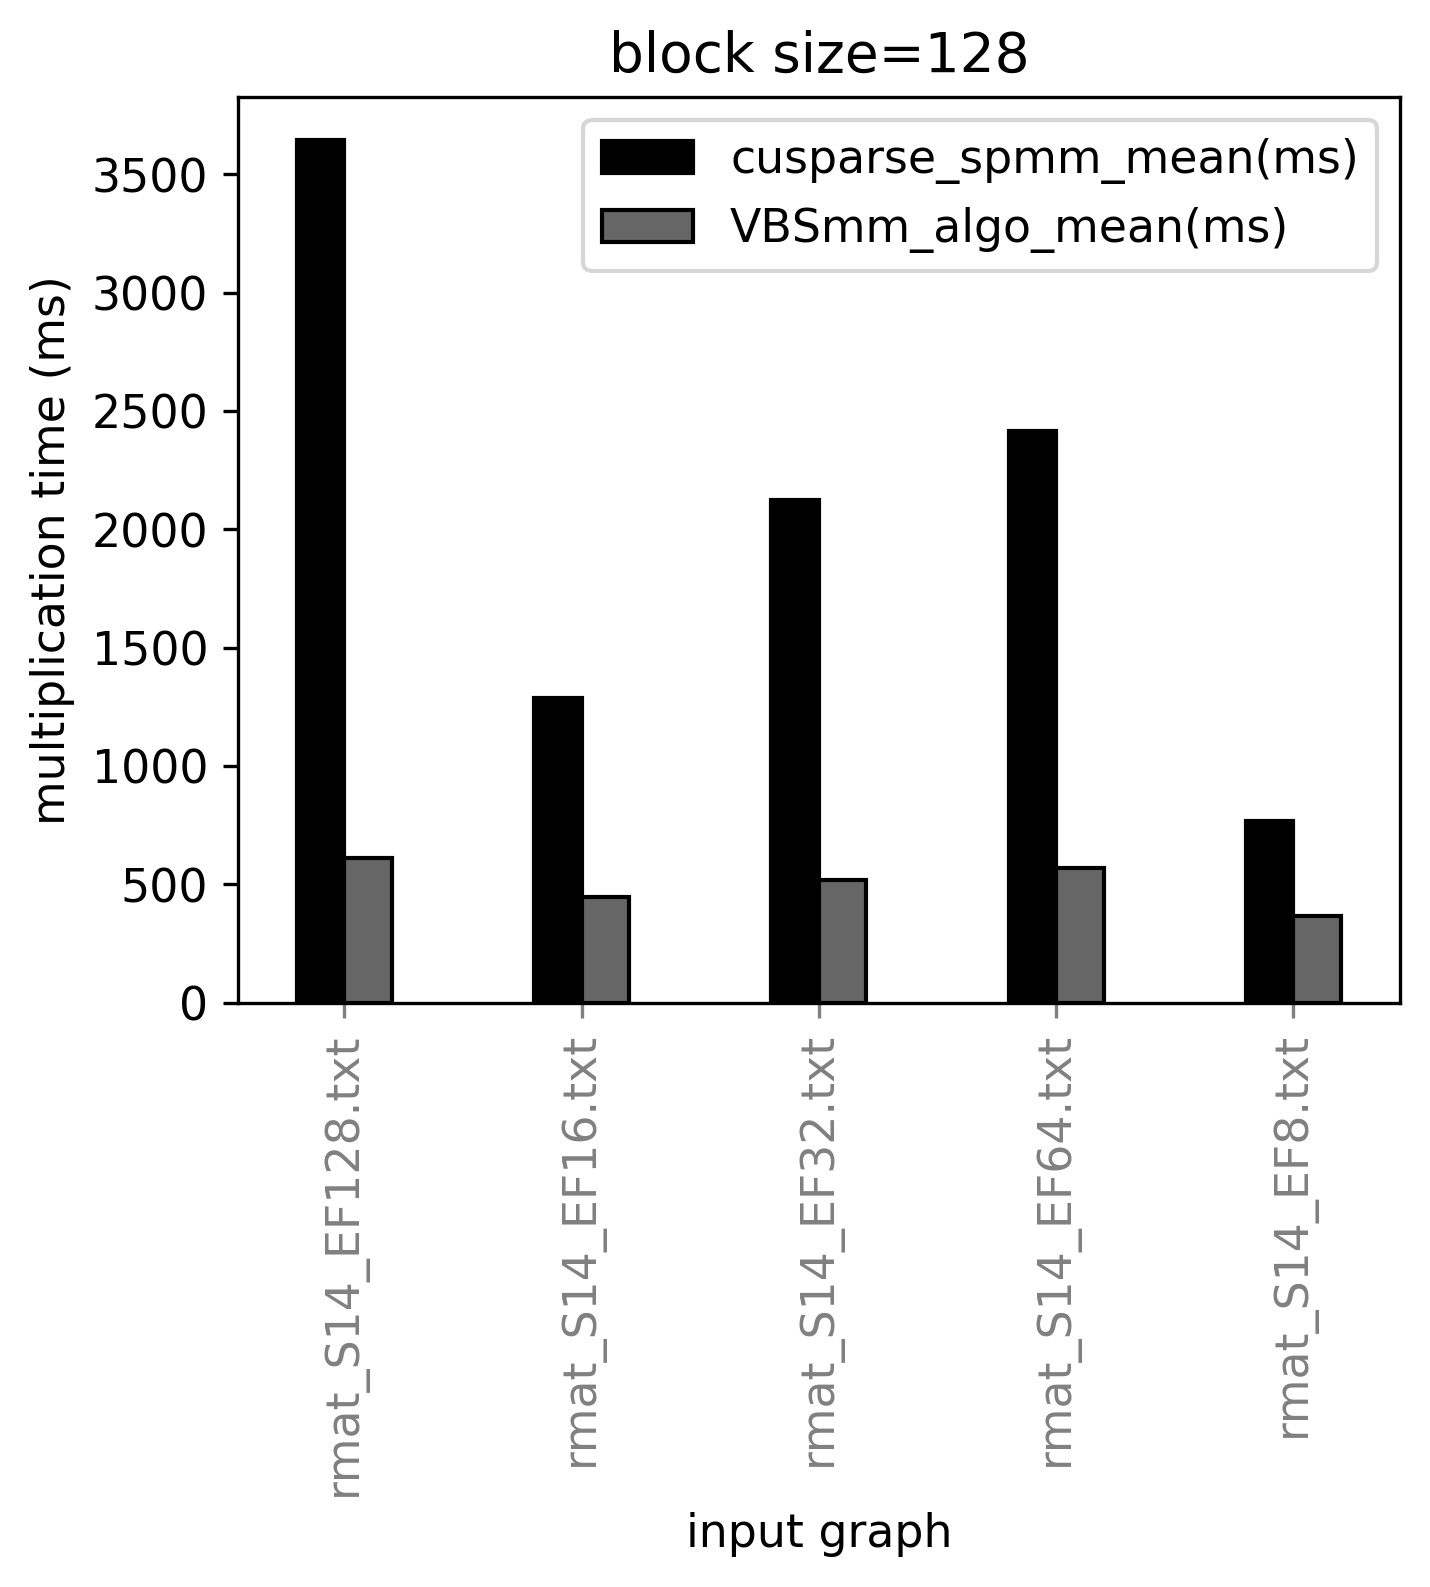 block size=128
cusparse_spmm_mean(ms)
VBSmm_algo_mean(ms)
multiplication time (ms)
3500
3000
2500
2000
1500
1000
500
0
rmat_S14_EF128.txt
rmat_S14_EF16.txt
rmat_S14_EF32.txt
rmat_S14_EF64.txt
rmat_S14_EF8.txt
input graph